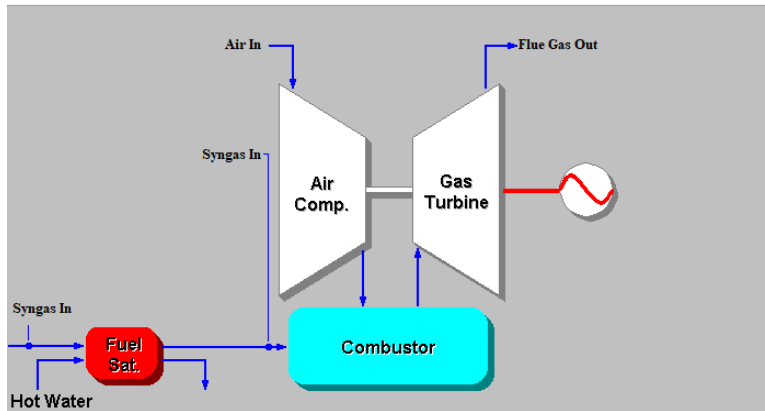 Air In
Flue Gas Out
Syngas In
Air
Comp.
Gas
Turbine
Syngas In
Fuel
Sat.
Combustor
Hot Water